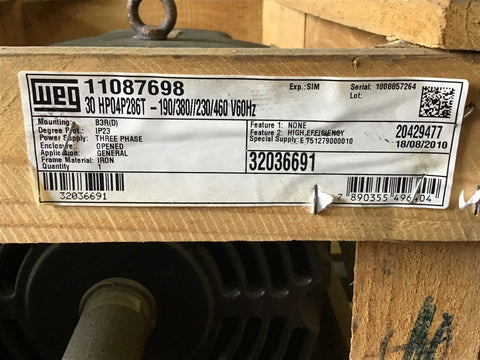 WEG 11087698 Exp.: SIM Serial: 1008857264
30 HP04P286T - 190/380//230/460 V60Hz Lot:
Mounting : B3R(D) Feature 1: NONE
Degree Prot.: IP23 Feature 2: HIGH EFFICIENCY 20429477
Power Supply: THREE PHASE Special Supply: E 751279000010 18/08/2010
Enclosure : OPENED
Application : GENERAL 32036691
Frame Material: IRON
Quantity : 1
32036691 7 890355 496404